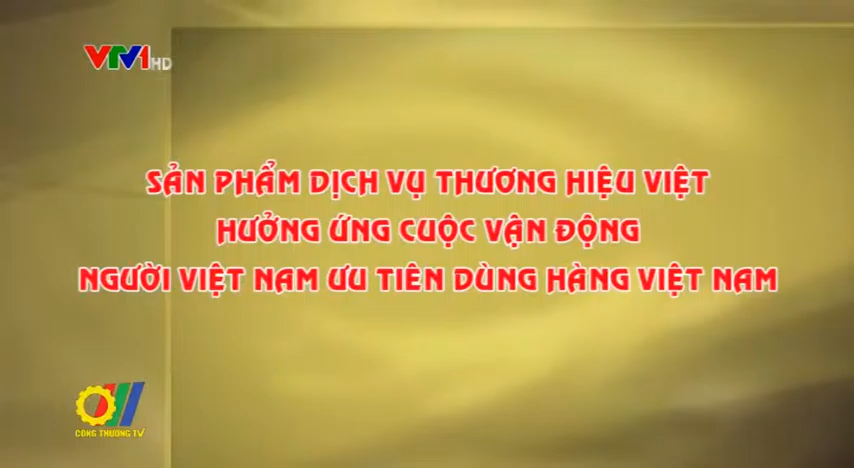 VTV1 HD
SẢN PHẨM DỊCH VỤ THƯƠNG HIỆU VIỆT
HƯỞNG ỨNG CUỘC VẬN ĐỘNG
NGƯỜI VIỆT NAM ƯU TIÊN DÙNG HÀNG VIỆT NAM
CÔNG THƯƠNG TV